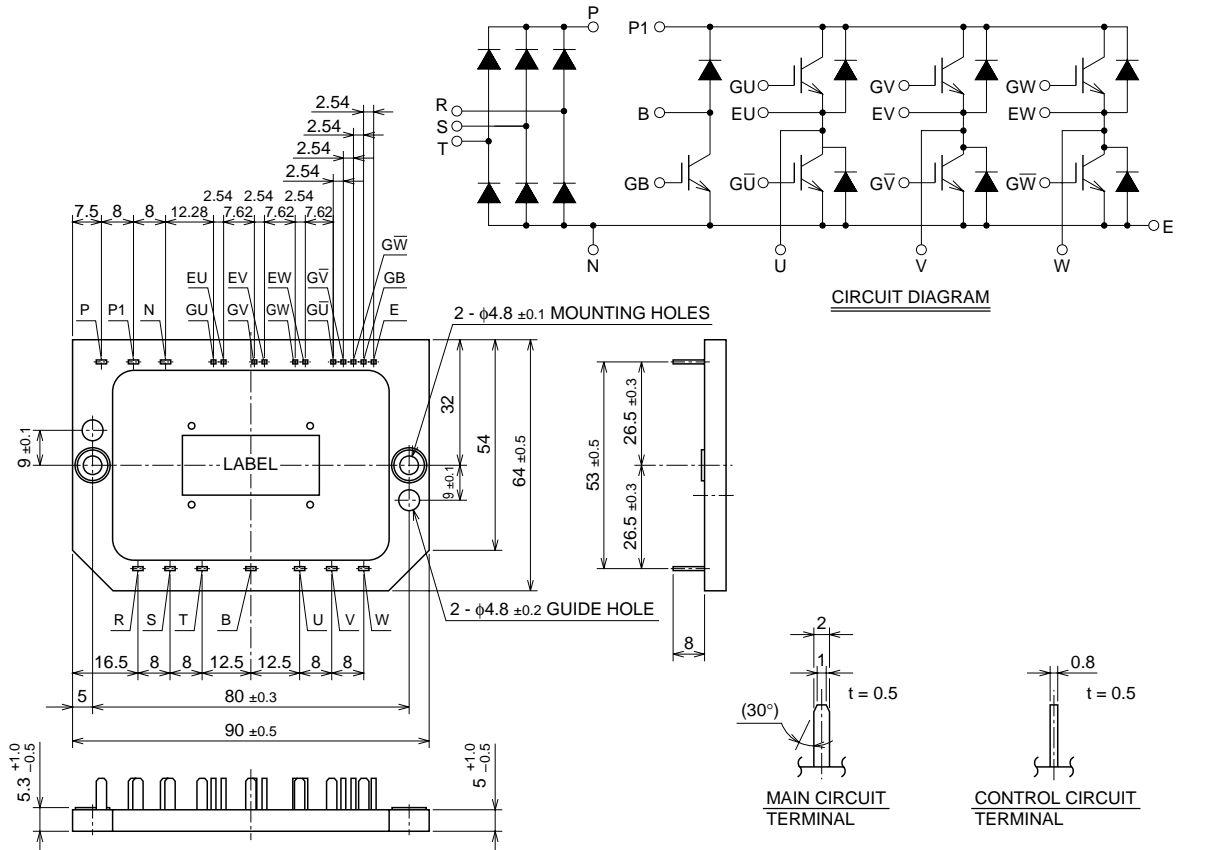 P
P1
R
S
T
B
GB
GU
EU
GU̅
GV
EV
GV̅
GW
EW
GW̅
E
N
U
V
W
CIRCUIT DIAGRAM
2.54
2.54
2.54
2.54
2.54 2.54 2.54
7.5 8 8 12.28 7.62 7.62 7.62
GW̅
EU EV EW GV̅ GB
P P1 N GU GV GW GU̅ E
2 - ϕ4.8 ±0.1 MOUNTING HOLES
9 ±0.1
LABEL
32
54
64 ±0.5
9 ±0.1
2 - ϕ4.8 ±0.2 GUIDE HOLE
R S T B U V W
16.5 8 8 12.5 12.5 8 8
5 80 ±0.3
90 ±0.5
53 ±0.5
26.5 ±0.3
26.5 ±0.3
8
5.3 +1.0 −0.5
5 +1.0 −0.5
2
1
t = 0.5
(30°)
MAIN CIRCUIT
TERMINAL
0.8
t = 0.5
CONTROL CIRCUIT
TERMINAL